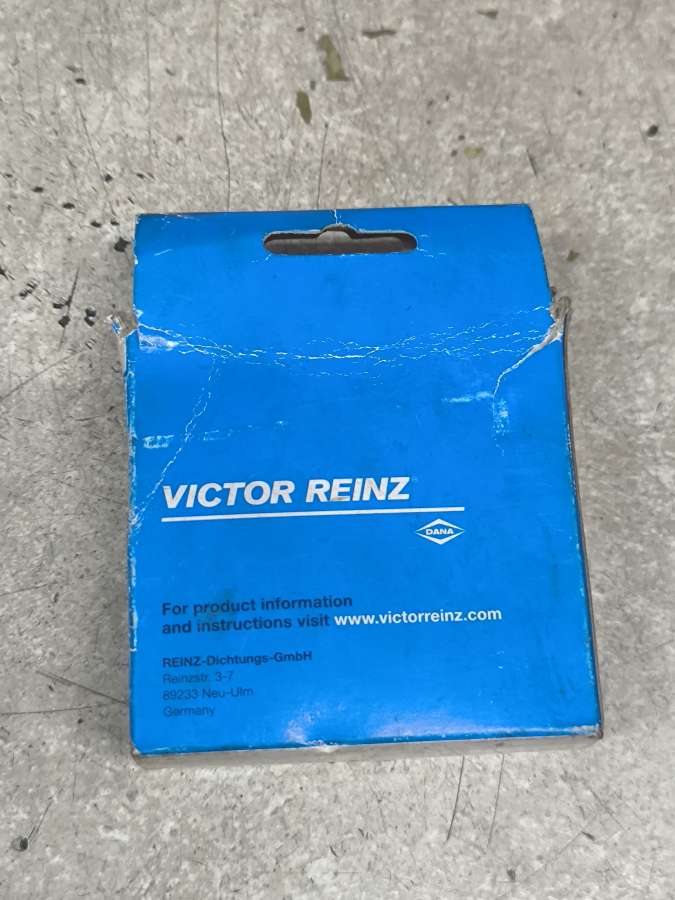 VICTOR REINZ
DANA
For product information
and instructions visit www.victorreinz.com
REINZ-Dichtungs-GmbH
Reinzstr. 3-7
89233 Neu-Ulm
Germany